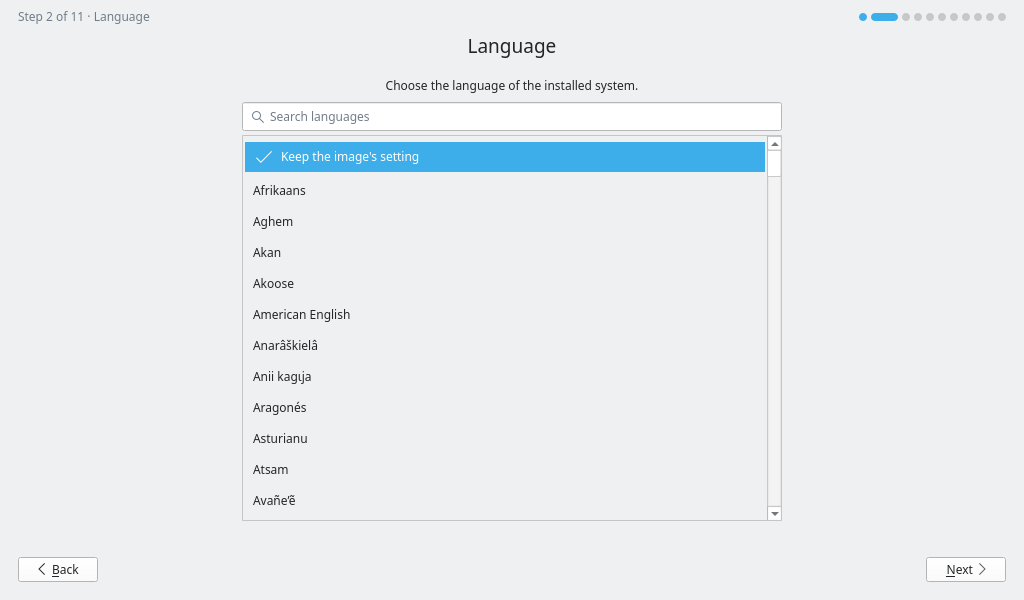 Step 2 of 11 · Language
Language
Choose the language of the installed system.
Search languages
Keep the image's setting
Afrikaans
Aghem
Akan
Akoose
American English
Anarâškielâ
Anii kagɩja
Aragonés
Asturianu
Atsam
Avañe’ẽ
Back
Next